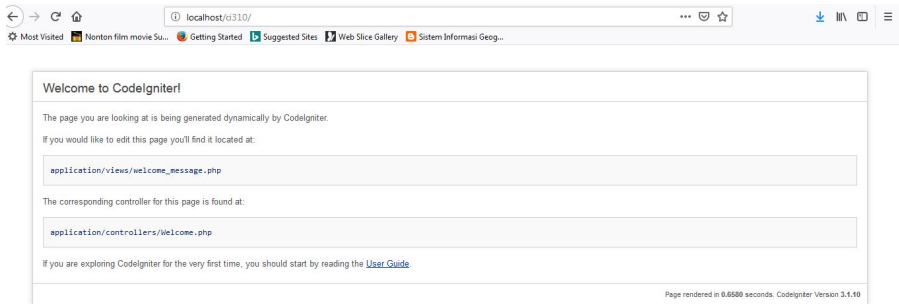 localhost/ci310/
Most Visited Nonton film movie Su... Getting Started Suggested Sites Web Slice Gallery Sistem Informasi Geog...
Welcome to CodeIgniter!
The page you are looking at is being generated dynamically by CodeIgniter.
If you would like to edit this page you'll find it located at:
application/views/welcome_message.php
The corresponding controller for this page is found at:
application/controllers/Welcome.php
If you are exploring CodeIgniter for the very first time, you should start by reading the User Guide.
Page rendered in 0.6580 seconds. CodeIgniter Version 3.1.10